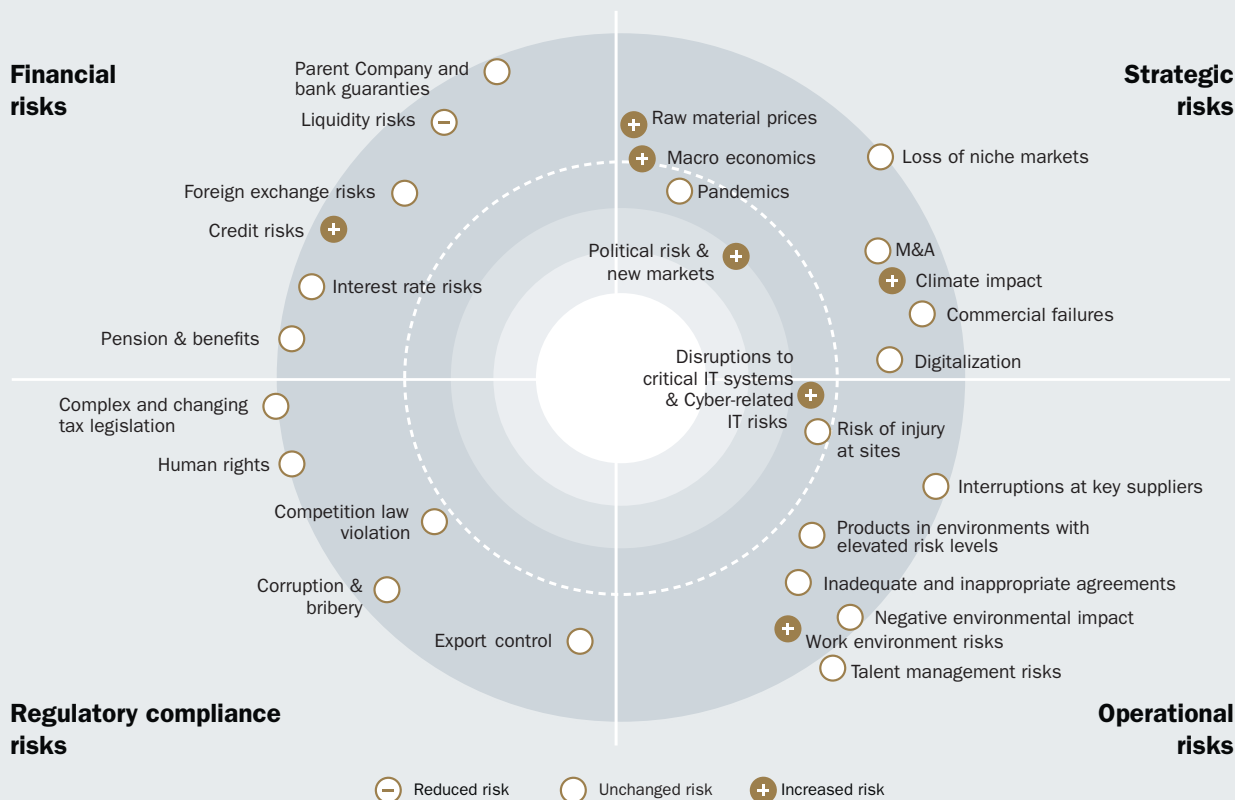 Financial
risks
Strategic
risks
Parent Company and
bank guaranties
Liquidity risks
Foreign exchange risks
Credit risks
Interest rate risks
Pension & benefits
Raw material prices
Macro economics
Pandemics
Political risk &
new markets
Loss of niche markets
M&A
Climate impact
Commercial failures
Digitalization
Complex and changing
tax legislation
Human rights
Competition law
violation
Corruption &
bribery
Export control
Disruptions to
critical IT systems
& Cyber-related
IT risks
Risk of injury
at sites
Interruptions at key suppliers
Products in environments with
elevated risk levels
Inadequate and inappropriate agreements
Negative environmental impact
Work environment risks
Talent management risks
Regulatory compliance
risks
Operational
risks
Reduced risk
Unchanged risk
Increased risk